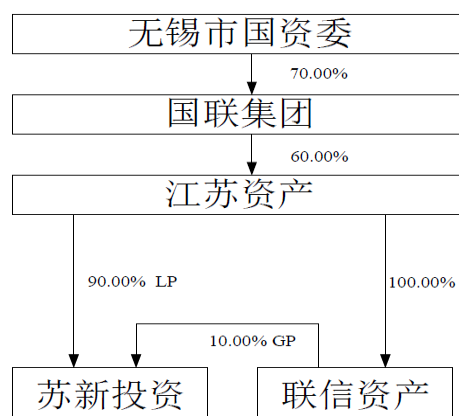 无锡市国资委
70.00%
国联集团
60.00%
江苏资产
90.00% LP
100.00%
10.00% GP
苏新投资
联信资产